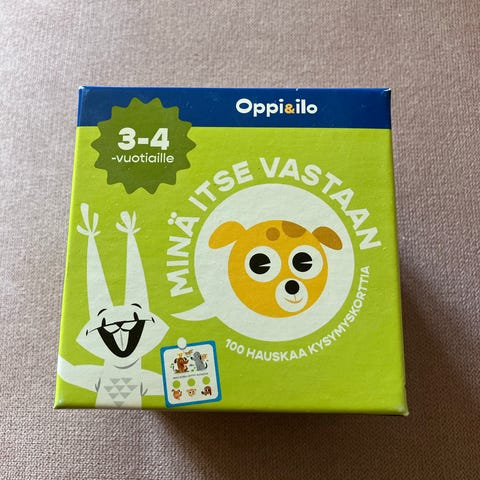 Oppi&ilo
3-4
-vuotiaille
MINÄ ITSE VASTAAN
100 HAUSKAA KYSYMYSKORTTIA